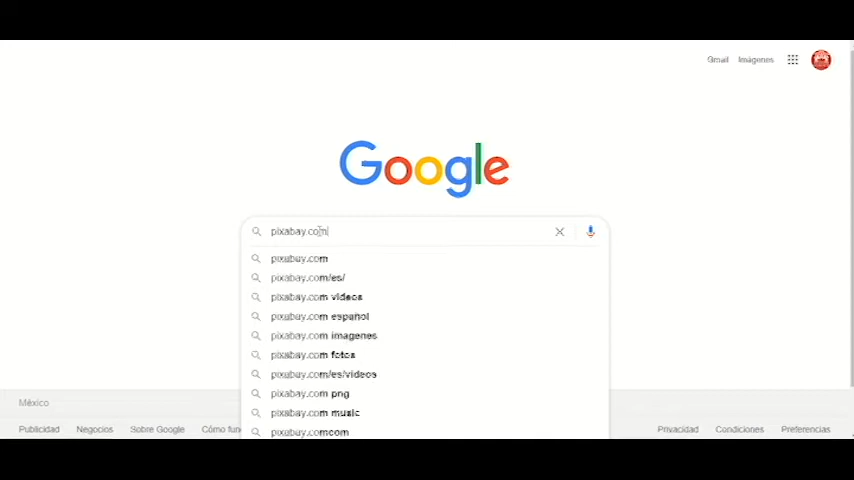 Gmail Imágenes
Google
pixabay.com
pixabay.com
pixabay.com/es/
pixabay.com videos
pixabay.com español
pixabay.com imagenes
pixabay.com fotos
pixabay.com/es/videos
pixabay.com png
pixabay.com music
pixabay.comcom
México
Publicidad Negocios Sobre Google Cómo fun Privacidad Condiciones Preferencias